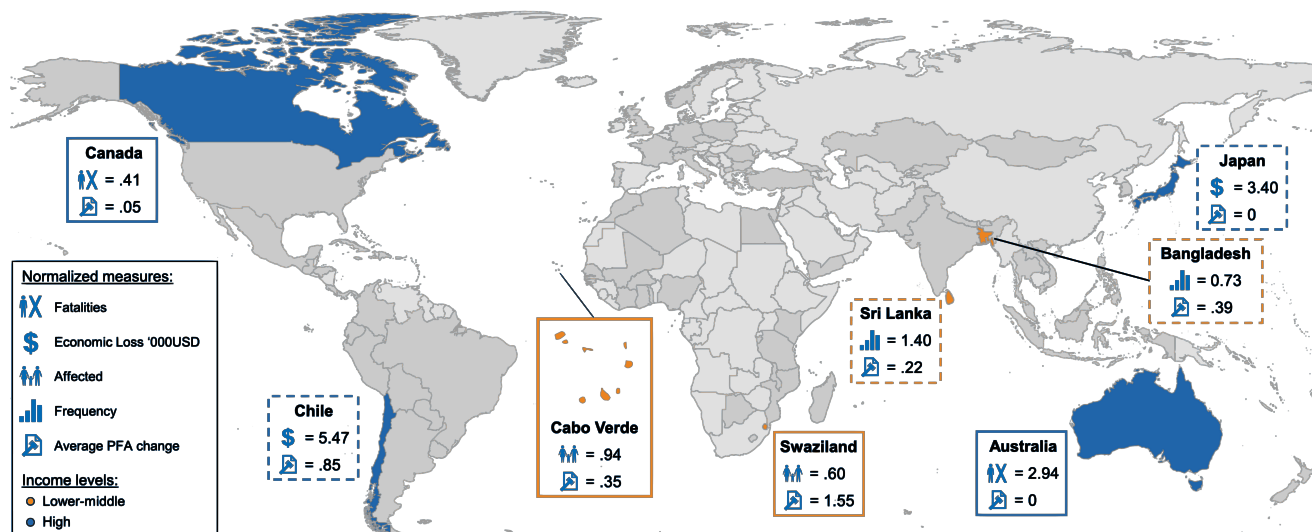 Canada
= .41
= .05
Japan
= 3.40
= 0
Bangladesh
= 0.73
= .39
Normalized measures:
Fatalities
Economic Loss ‘000USD
Affected
Frequency
Average PFA change
Income levels:
Lower-middle
High
Sri Lanka
= 1.40
= .22
Chile
$ = 5.47
= .85
Cabo Verde
= .94
= .35
Swaziland
= .60
= 1.55
Australia
= 2.94
= 0